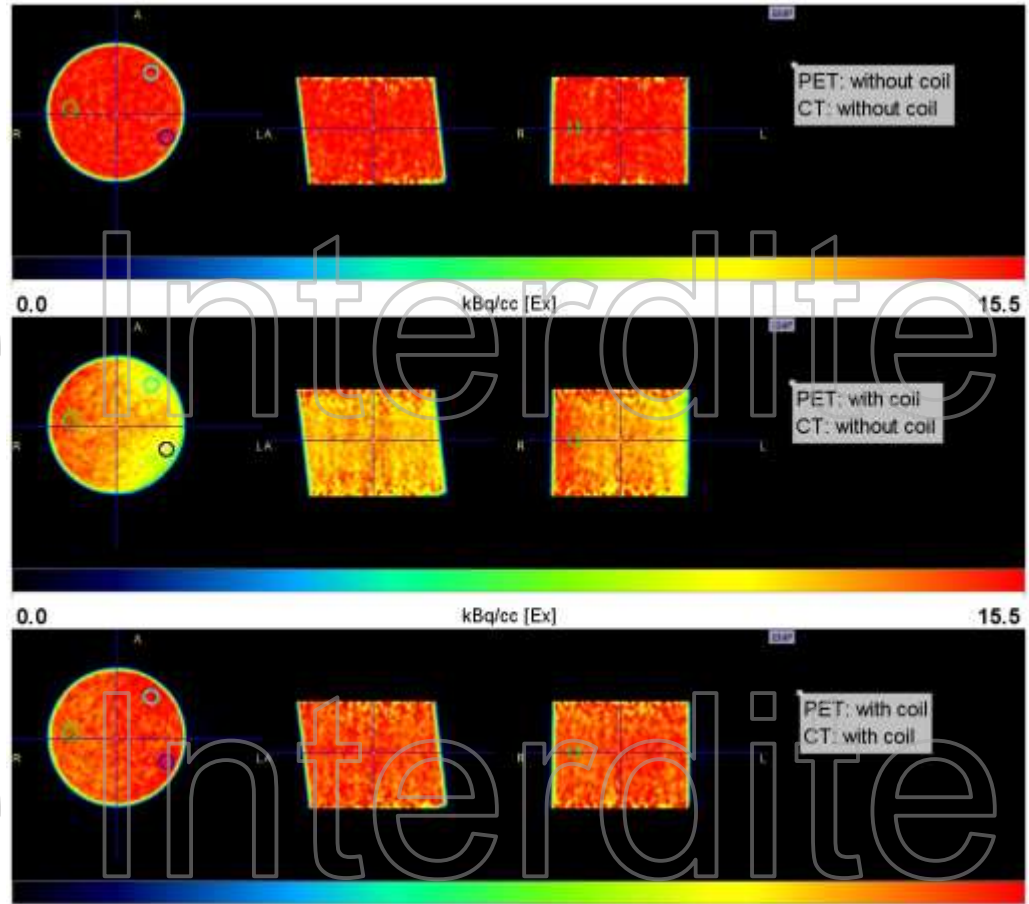 A
R
LA
R
L
PET: without coil
CT: without coil
0.0 kBq/cc [Ex] 15.5
A
R
LA
R
L
PET: with coil
CT: without coil
0.0 kBq/cc [Ex] 15.5
A
R
LA
R
L
PET: with coil
CT: with coil
Interdite
Interdite